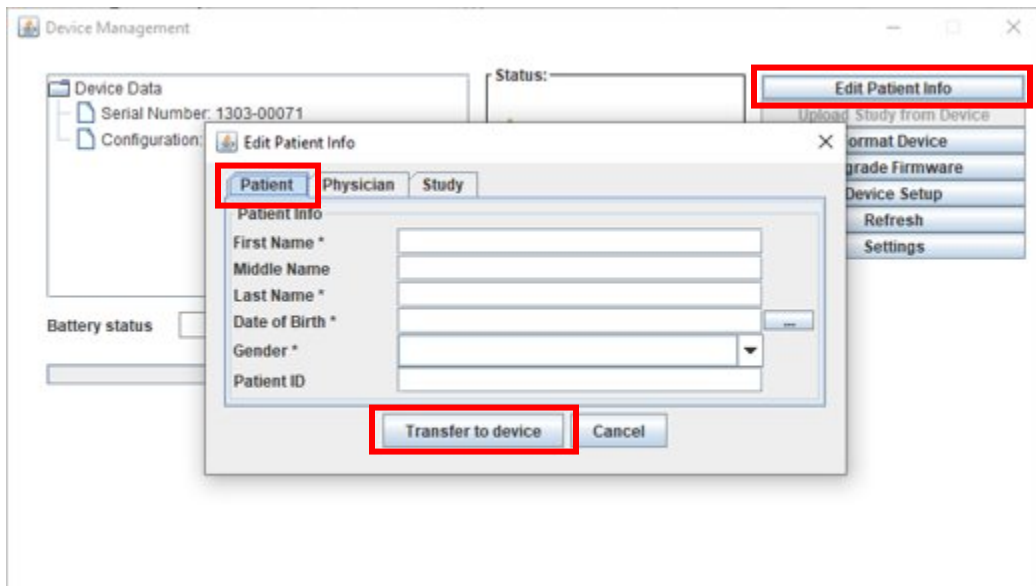 Device Management
Device Data
Serial Number: 1303-00071
Configuration:
Status:
Edit Patient Info
Upload Study from Device
ormat Device
grade Firmware
Device Setup
Refresh
Settings
Battery status
Edit Patient Info
Patient Physician Study
Patient Info
First Name *
Middle Name
Last Name *
Date of Birth * ...
Gender *
Patient ID
Transfer to device Cancel